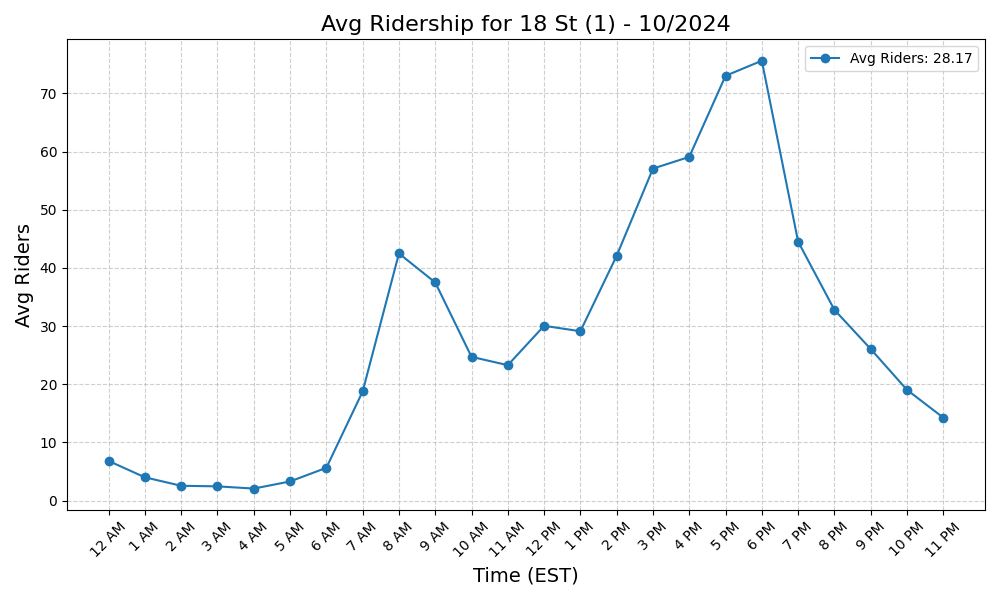 Avg Ridership for 18 St (1) - 10/2024
Avg Riders: 28.17
Avg Riders
70
60
50
40
30
20
10
0
12 AM
1 AM
2 AM
3 AM
4 AM
5 AM
6 AM
7 AM
8 AM
9 AM
10 AM
11 AM
12 PM
1 PM
2 PM
3 PM
4 PM
5 PM
6 PM
7 PM
8 PM
9 PM
10 PM
11 PM
Time (EST)